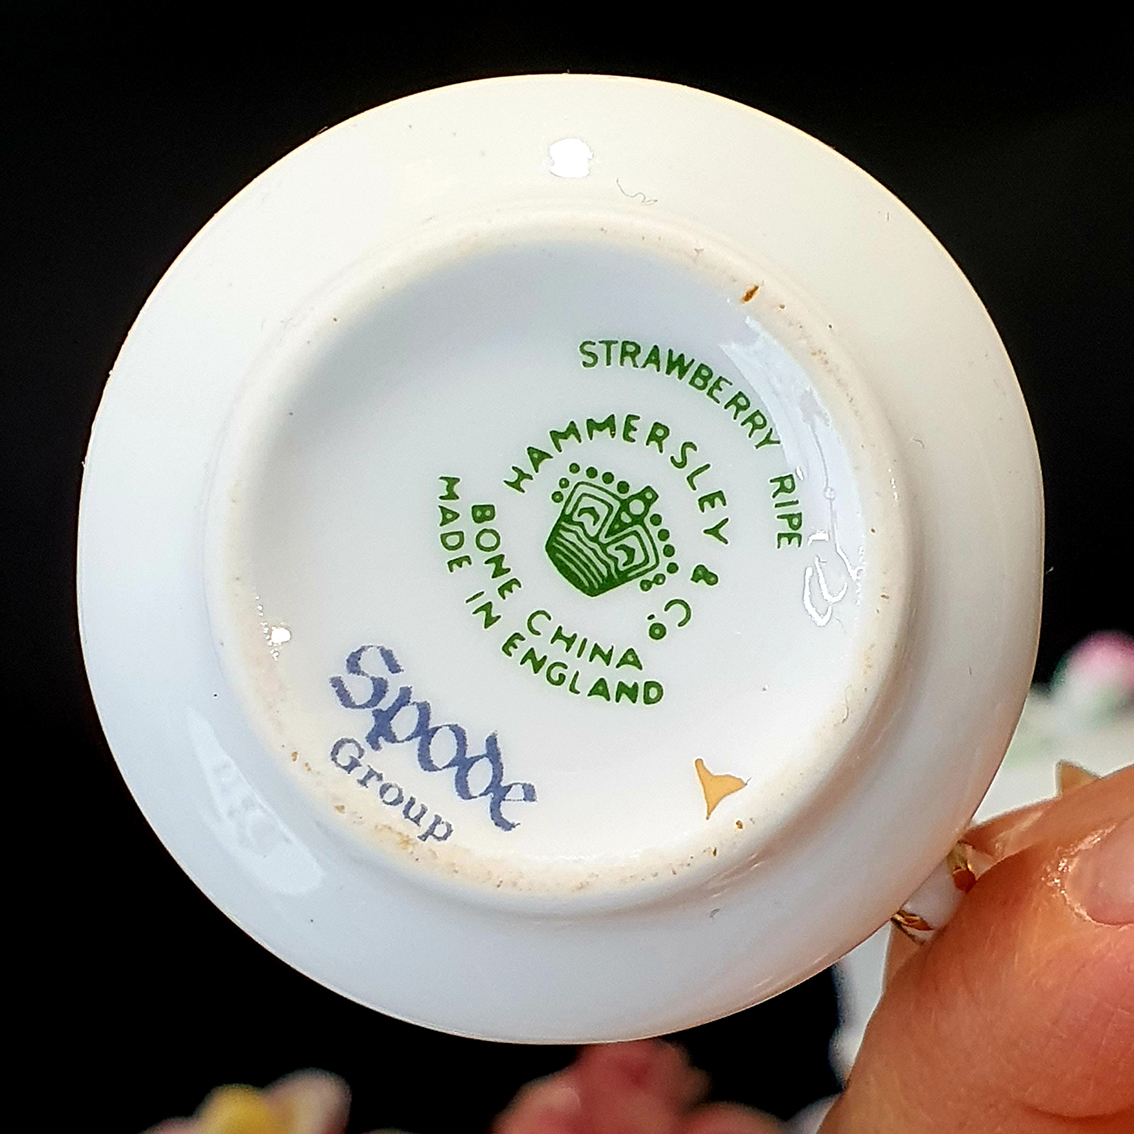 STRAWBERRY RIPE
HAMMERSLEY & Co.
BONE CHINA
MADE IN ENGLAND
Spode
Group